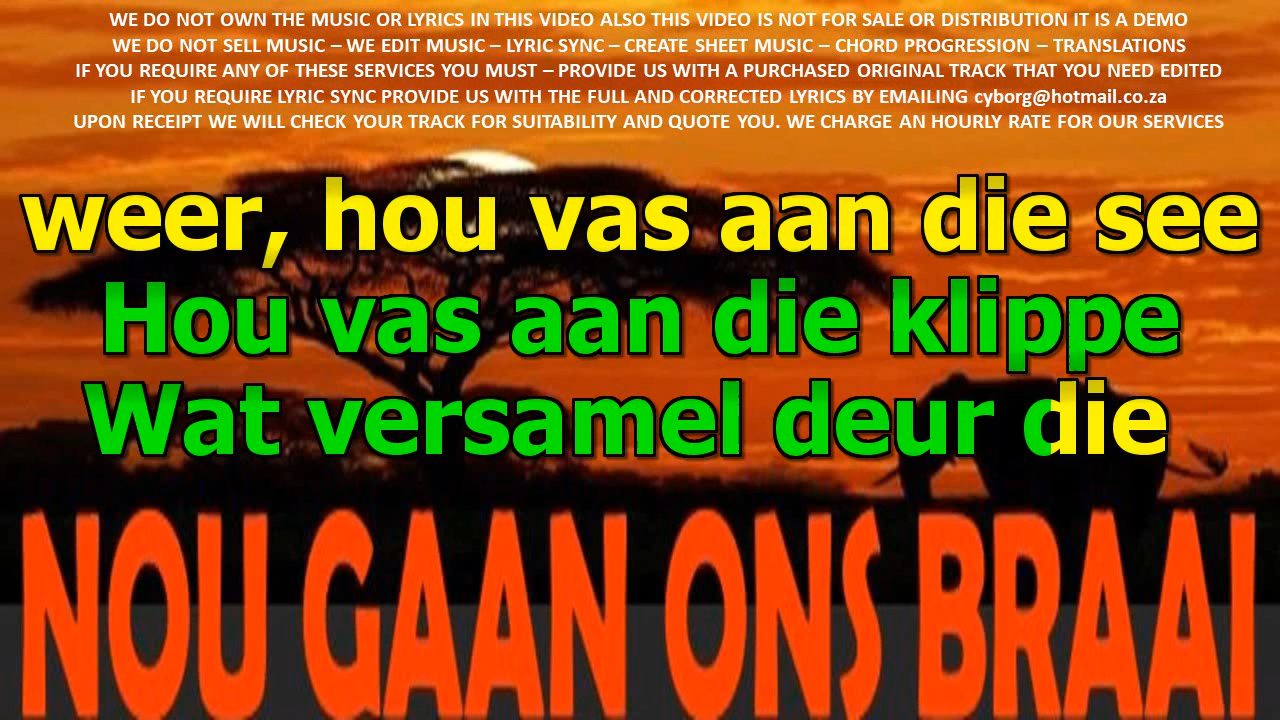 WE DO NOT OWN THE MUSIC OR LYRICS IN THIS VIDEO ALSO THIS VIDEO IS NOT FOR SALE OR DISTRIBUTION IT IS A DEMO
WE DO NOT SELL MUSIC – WE EDIT MUSIC – LYRIC SYNC – CREATE SHEET MUSIC – CHORD PROGRESSION – TRANSLATIONS
IF YOU REQUIRE ANY OF THESE SERVICES YOU MUST – PROVIDE US WITH A PURCHASED ORIGINAL TRACK THAT YOU NEED EDITED
IF YOU REQUIRE LYRIC SYNC PROVIDE US WITH THE FULL AND CORRECTED LYRICS BY EMAILING cyborg@hotmail.co.za
UPON RECEIPT WE WILL CHECK YOUR TRACK FOR SUITABILITY AND QUOTE YOU. WE CHARGE AN HOURLY RATE FOR OUR SERVICES
weer, hou vas aan die see
Hou vas aan die klippe
Wat versamel deur die
NOU GAAN ONS BRAAI